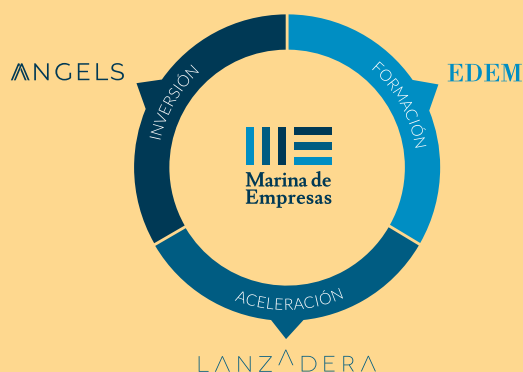 ANGELS
EDEM
INVERSIÓN
FORMACIÓN
Marina de
Empresas
ACELERACIÓN
LANZADERA